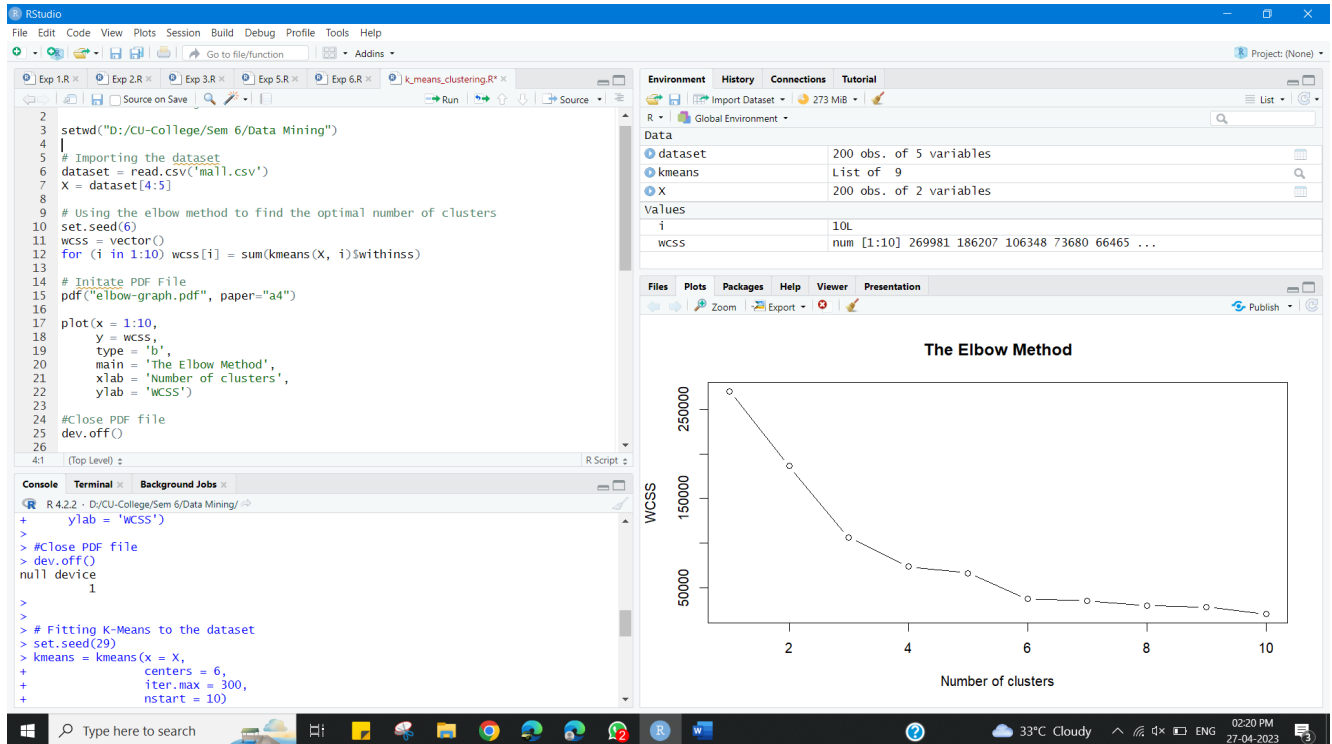 RStudio
File Edit Code View Plots Session Build Debug Profile Tools Help
Go to file/function
Addins
Project: (None)
Exp 1.R
Exp 2.R
Exp 3.R
Exp 5.R
Exp 6.R
k_means_clustering.R*
Source on Save
Run
Source
2
3 setwd("D:/CU-College/Sem 6/Data Mining")
4
5 # Importing the dataset
6 dataset = read.csv('mall.csv')
7 X = dataset[4:5]
8
9 # Using the elbow method to find the optimal number of clusters
10 set.seed(6)
11 wcss = vector()
12 for (i in 1:10) wcss[i] = sum(kmeans(X, i)$withinss)
13
14 # Initate PDF File
15 pdf("elbow-graph.pdf", paper="a4")
16
17 plot(x = 1:10,
18      y = wcss,
19      type = 'b',
20      main = 'The Elbow Method',
21      xlab = 'Number of clusters',
22      ylab = 'WCSS')
23
24 #Close PDF file
25 dev.off()
26
4:1 (Top Level) R Script
Console Terminal Background Jobs
R 4.2.2 · D:/CU-College/Sem 6/Data Mining/
+      ylab = 'WCSS')
>
> #Close PDF file
> dev.off()
null device
          1
>
>
> # Fitting K-Means to the dataset
> set.seed(29)
> kmeans = kmeans(x = X,
+                 centers = 6,
+                 iter.max = 300,
+                 nstart = 10)
Environment History Connections Tutorial
Import Dataset 273 MiB List
R Global Environment
Data
dataset 200 obs. of 5 variables
kmeans List of 9
X 200 obs. of 2 variables
Values
i 10L
wcss num [1:10] 269981 186207 106348 73680 66465 ...
Files Plots Packages Help Viewer Presentation
Zoom Export Publish
The Elbow Method
WCSS
250000
150000
50000
2 4 6 8 10
Number of clusters
Type here to search
2
R
W
33°C Cloudy
ENG
02:20 PM
27-04-2023
3